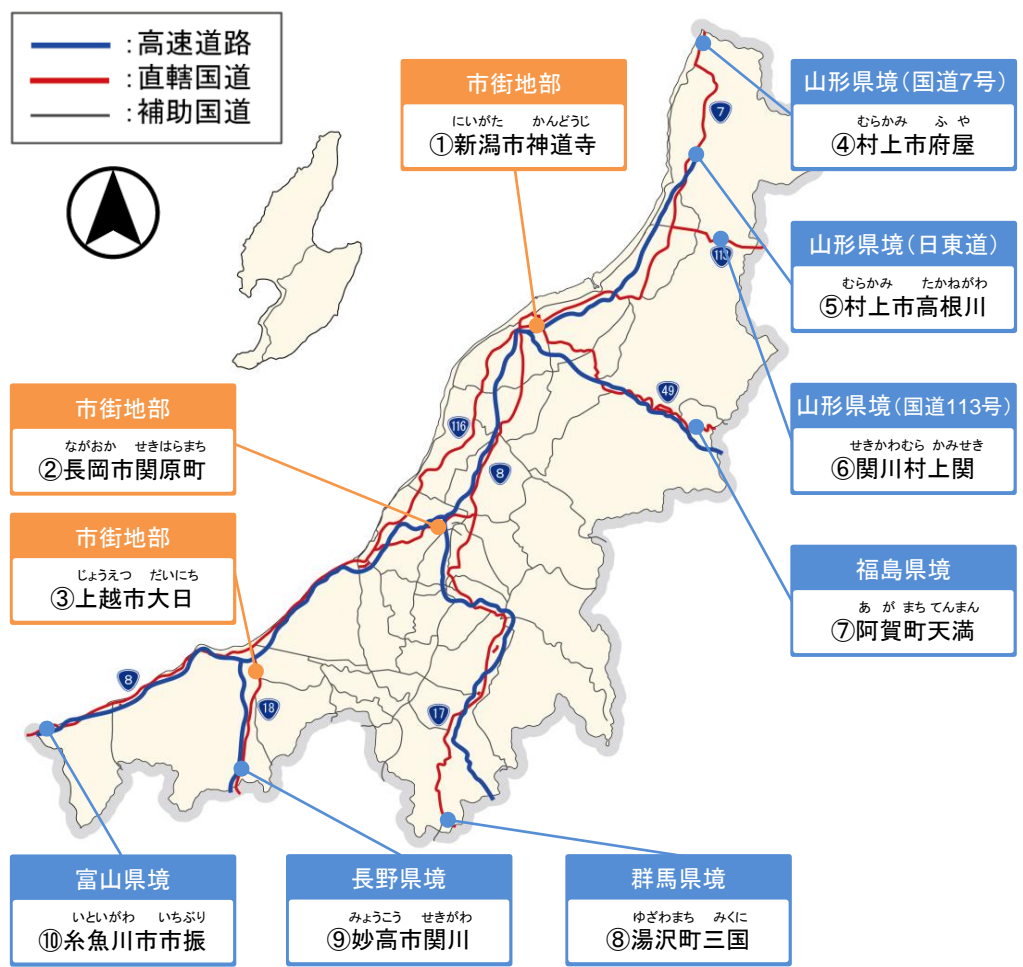 ：高速道路
：直轄国道
：補助国道
市街地部
にいがた かんどうじ
①新潟市神道寺
山形県境（国道7号）
むらかみ ふや
④村上市府屋
7
山形県境（日東道）
むらかみ たかねがわ
⑤村上市高根川
113
市街地部
ながおか せきはらまち
②長岡市関原町
116
8
49
山形県境（国道113号）
せきかわむら かみせき
⑥関川村上関
市街地部
じょうえつ だいにち
③上越市大日
福島県境
あがまち てんまん
⑦阿賀町天満
8
18
17
富山県境
いといがわ いちぶり
⑩糸魚川市市振
長野県境
みょうこう せきがわ
⑨妙高市関川
群馬県境
ゆざわまち みくに
⑧湯沢町三国